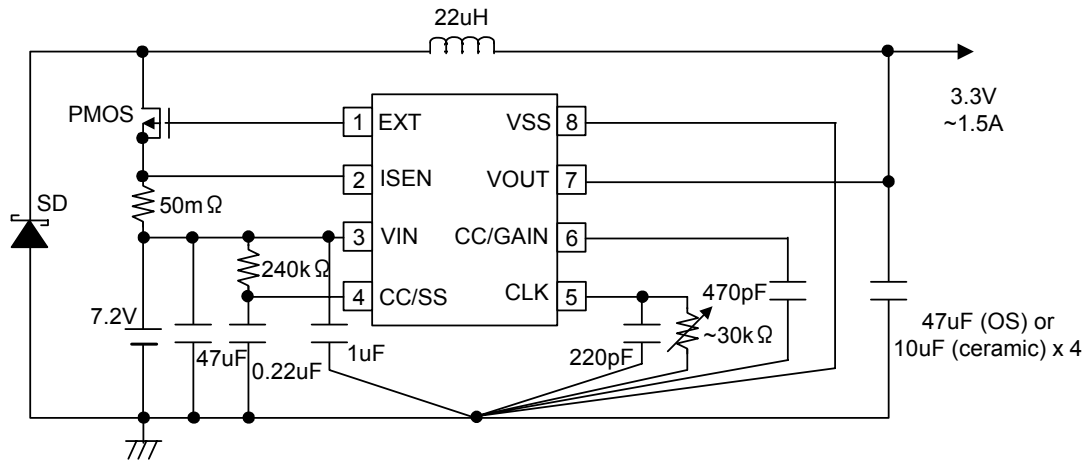 22uH
3.3V
~1.5A
PMOS
1 EXT VSS 8
2 ISEN VOUT 7
SD
50mΩ
3 VIN CC/GAIN 6
240kΩ
4 CC/SS CLK 5
470pF
7.2V
~30kΩ
47uF
0.22uF
1uF
220pF
47uF (OS) or
10uF (ceramic) x 4